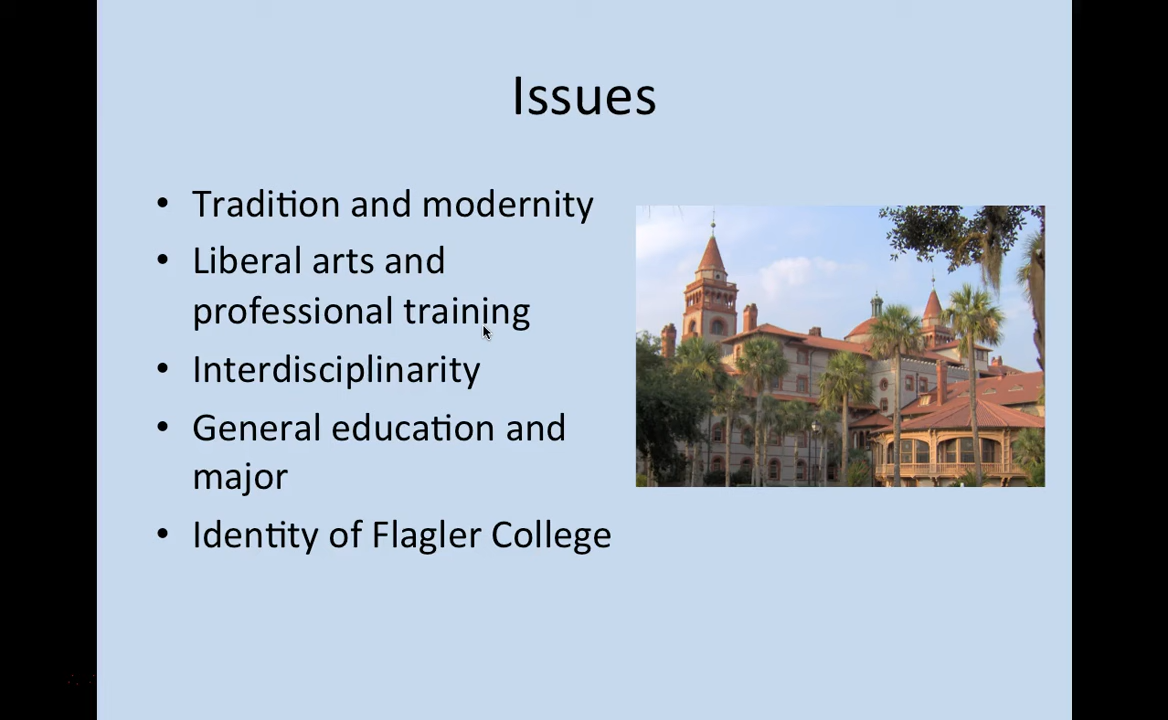 Issues
• Tradition and modernity
• Liberal arts and
professional training
• Interdisciplinarity
• General education and
major
• Identity of Flagler College